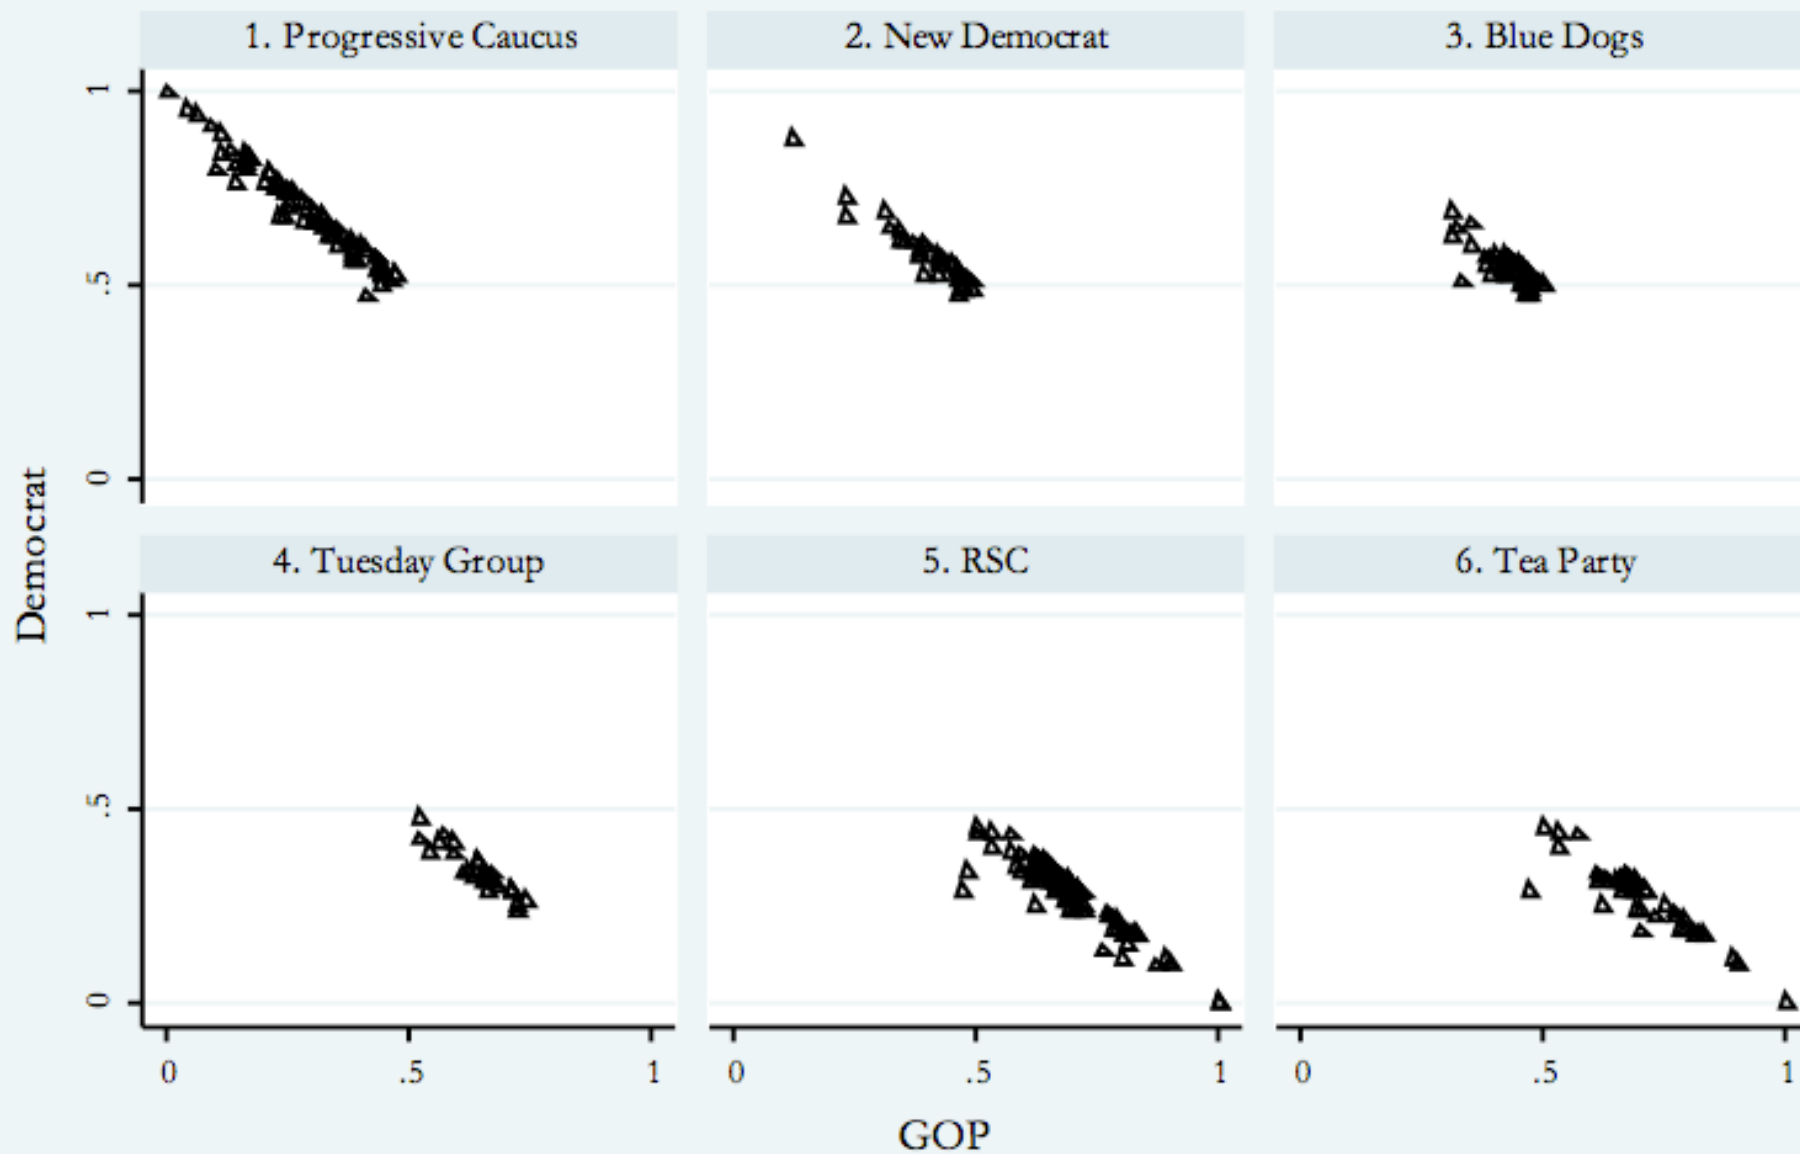 1. Progressive Caucus
2. New Democrat
3. Blue Dogs
1
.5
0
4. Tuesday Group
5. RSC
6. Tea Party
1
.5
0
Democrat
0
.5
1
0
.5
1
0
.5
1
GOP